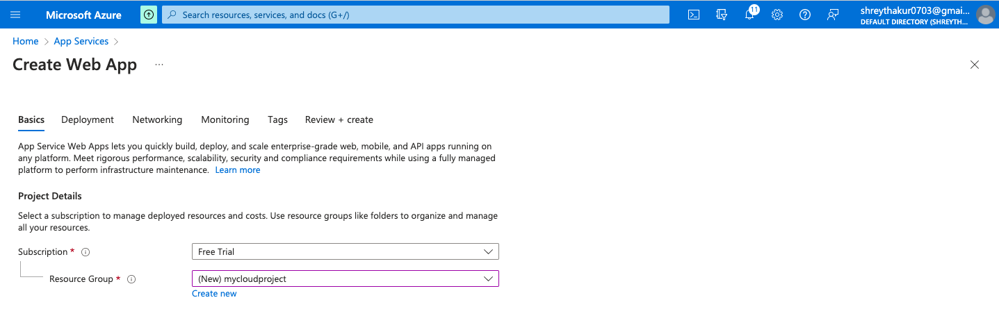 Microsoft Azure
Search resources, services, and docs (G+/)
11
shreythakur0703@gmai...
DEFAULT DIRECTORY (SHREYTH...
Home > App Services >
Create Web App ...
Basics Deployment Networking Monitoring Tags Review + create
App Service Web Apps lets you quickly build, deploy, and scale enterprise-grade web, mobile, and API apps running on
any platform. Meet rigorous performance, scalability, security and compliance requirements while using a fully managed
platform to perform infrastructure maintenance. Learn more
Project Details
Select a subscription to manage deployed resources and costs. Use resource groups like folders to organize and manage
all your resources.
Subscription * Free Trial
Resource Group * (New) mycloudproject
Create new